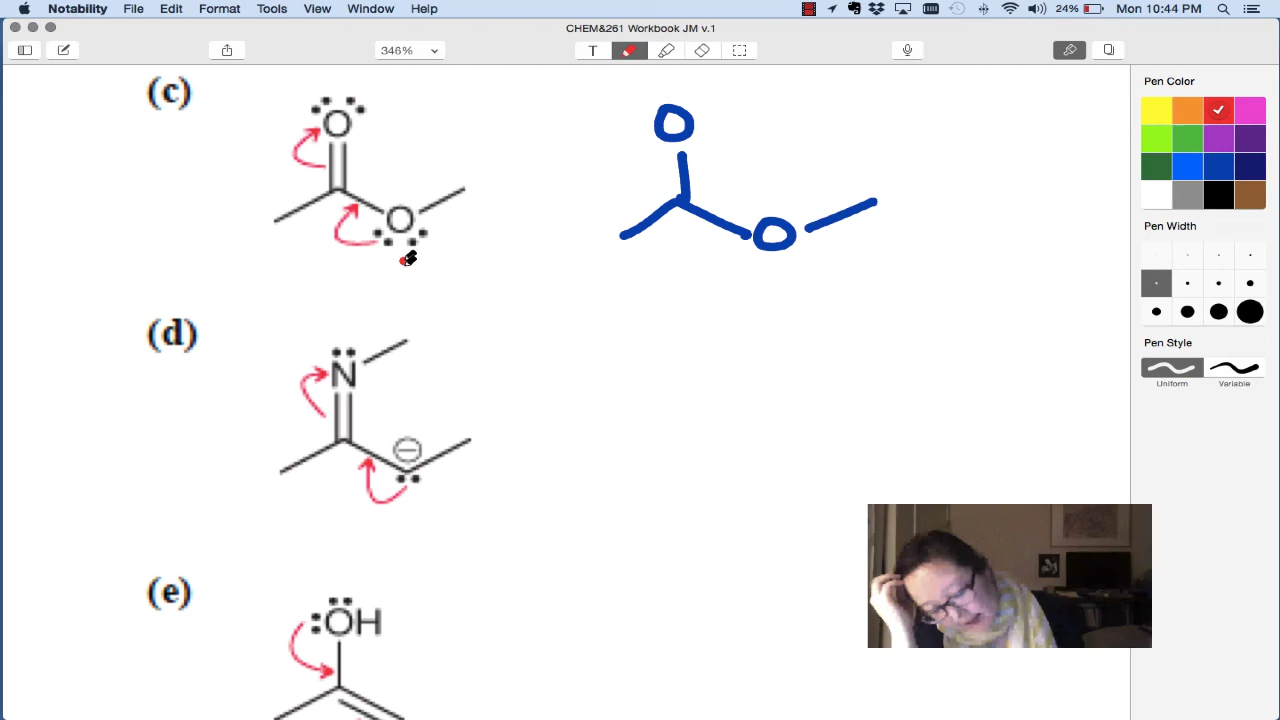 Notability File Edit Format Tools View Window Help 24% Mon 10:44 PM
CHEM&261 Workbook JM v.1
346% T
Pen Color
(c)
O
O
O
O
Pen Width
(d)
N
Pen Style
Uniform Variable
(e)
OH